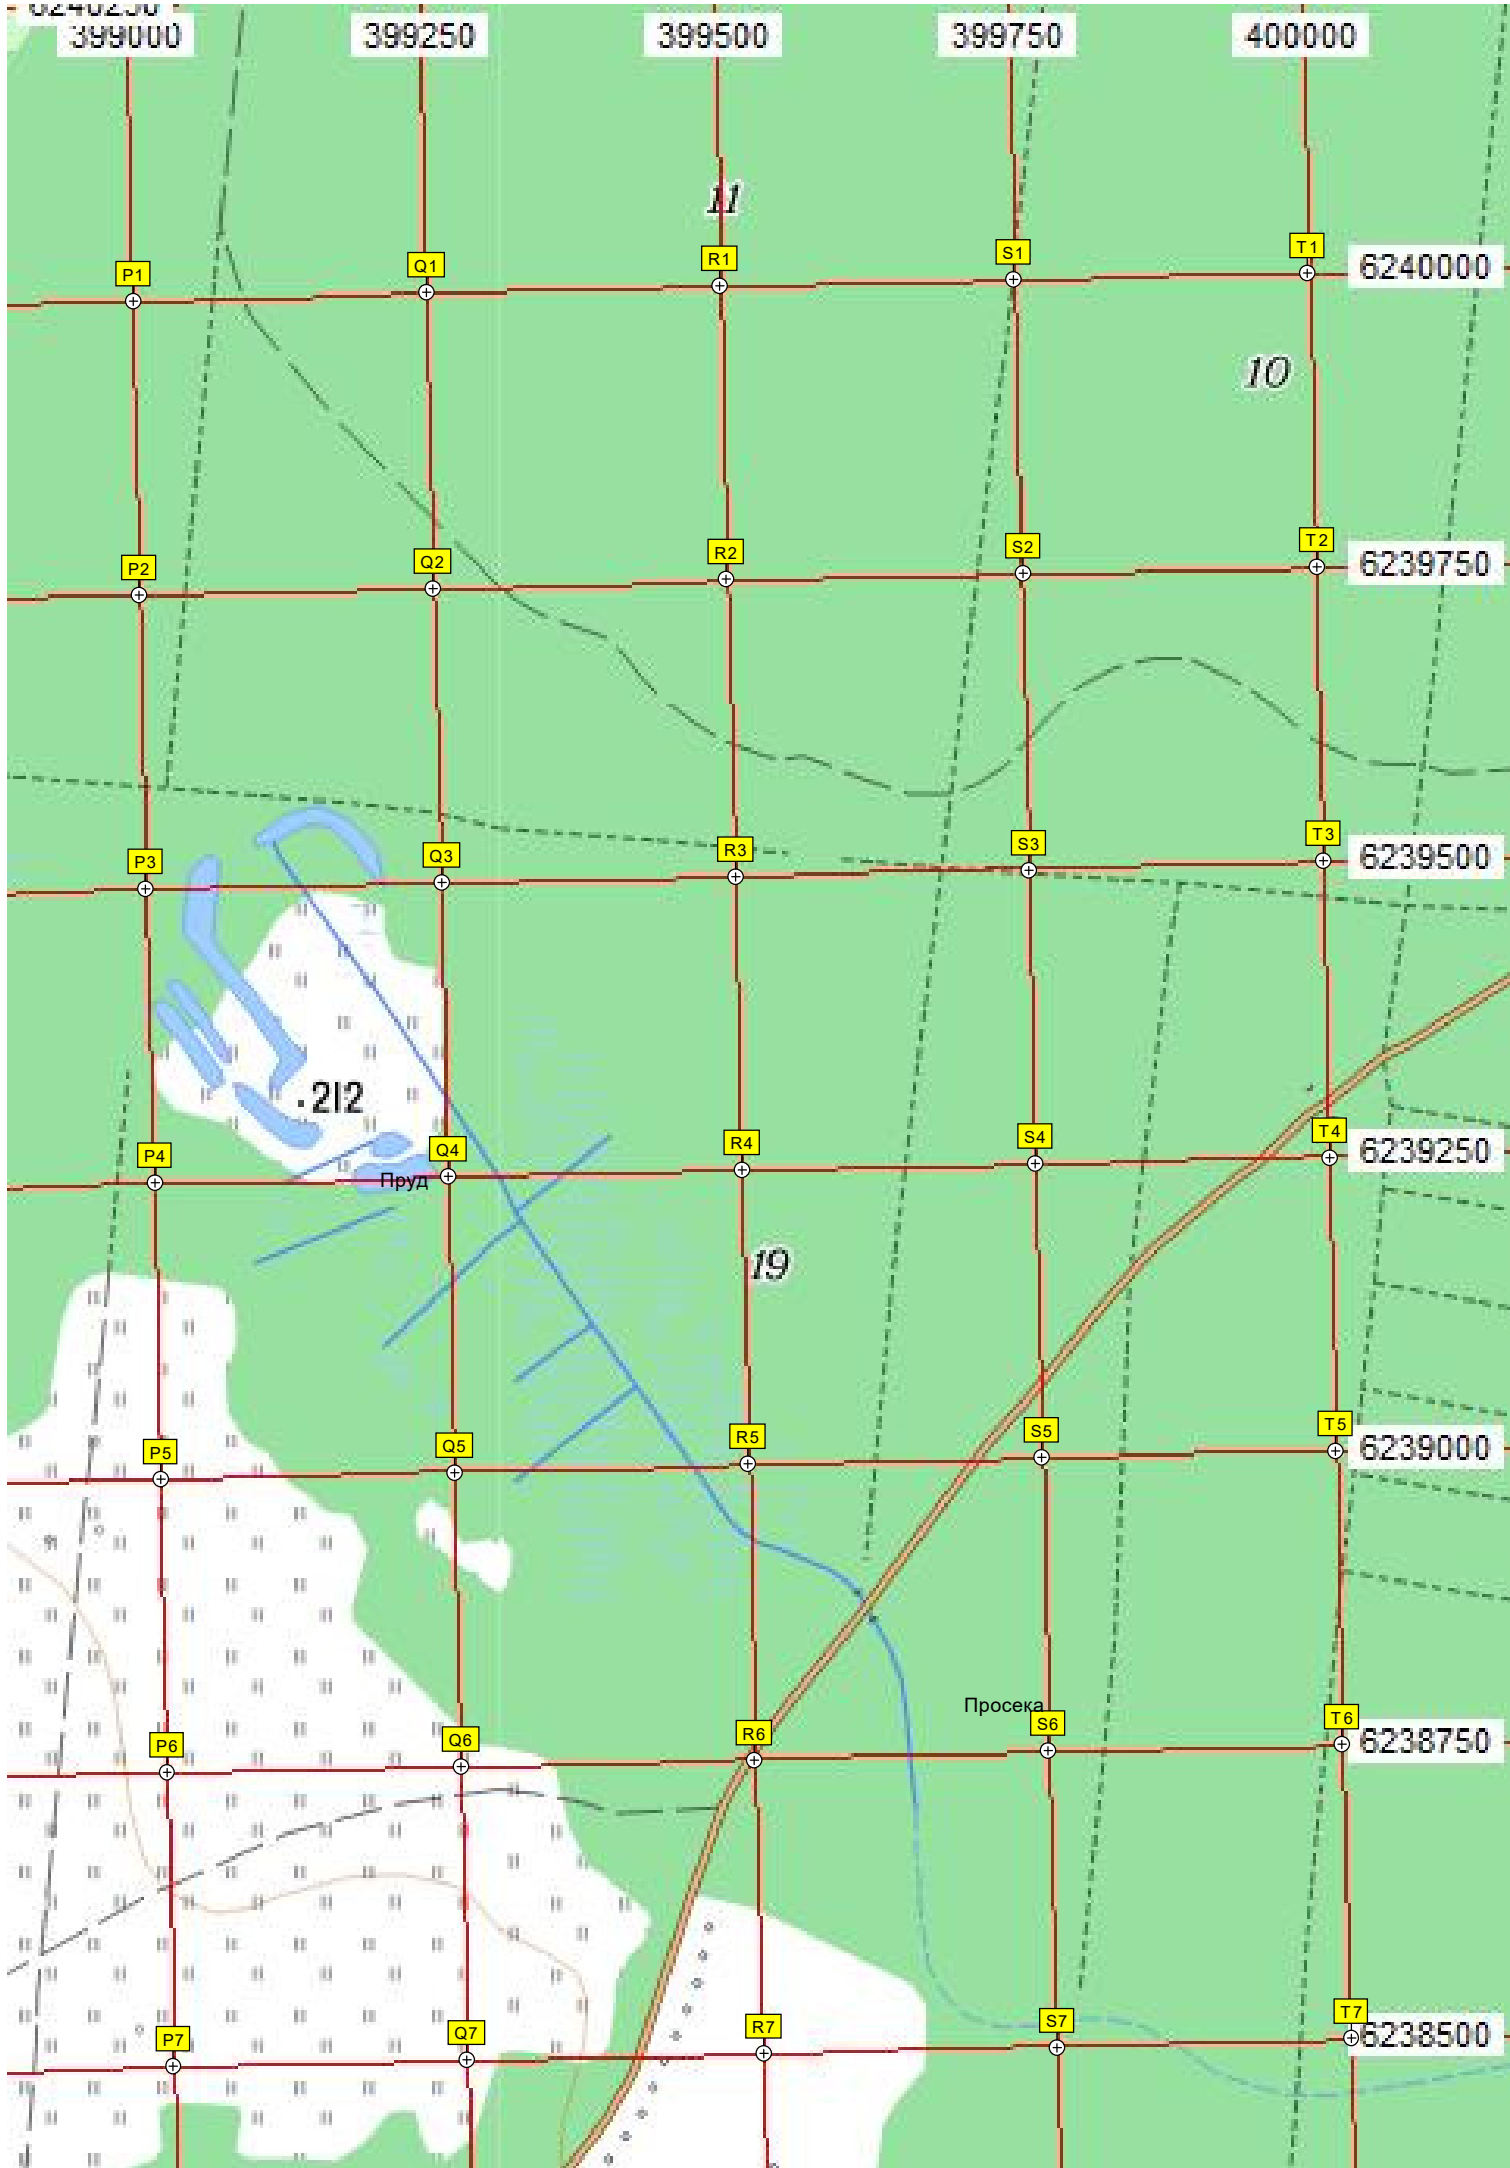 6240250
399000 399250 399500 399750 400000
11
P1 Q1 R1 S1 T1 6240000
10
P2 Q2 R2 S2 T2 6239750
P3 Q3 R3 S3 T3 6239500
.212
P4 Q4 R4 S4 T4 6239250
Пруд
19
P5 Q5 R5 S5 T5 6239000
Просека
P6 Q6 R6 S6 T6 6238750
P7 Q7 R7 S7 T7 6238500